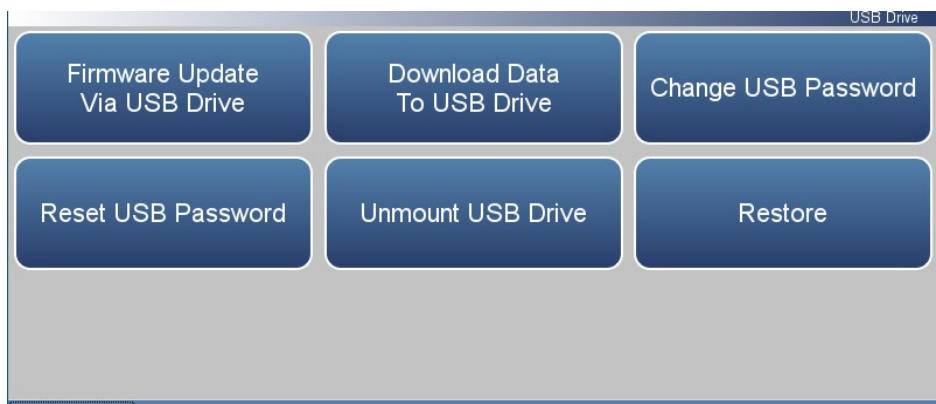 USB Drive
Firmware Update
Via USB Drive
Download Data
To USB Drive
Change USB Password
Reset USB Password
Unmount USB Drive
Restore